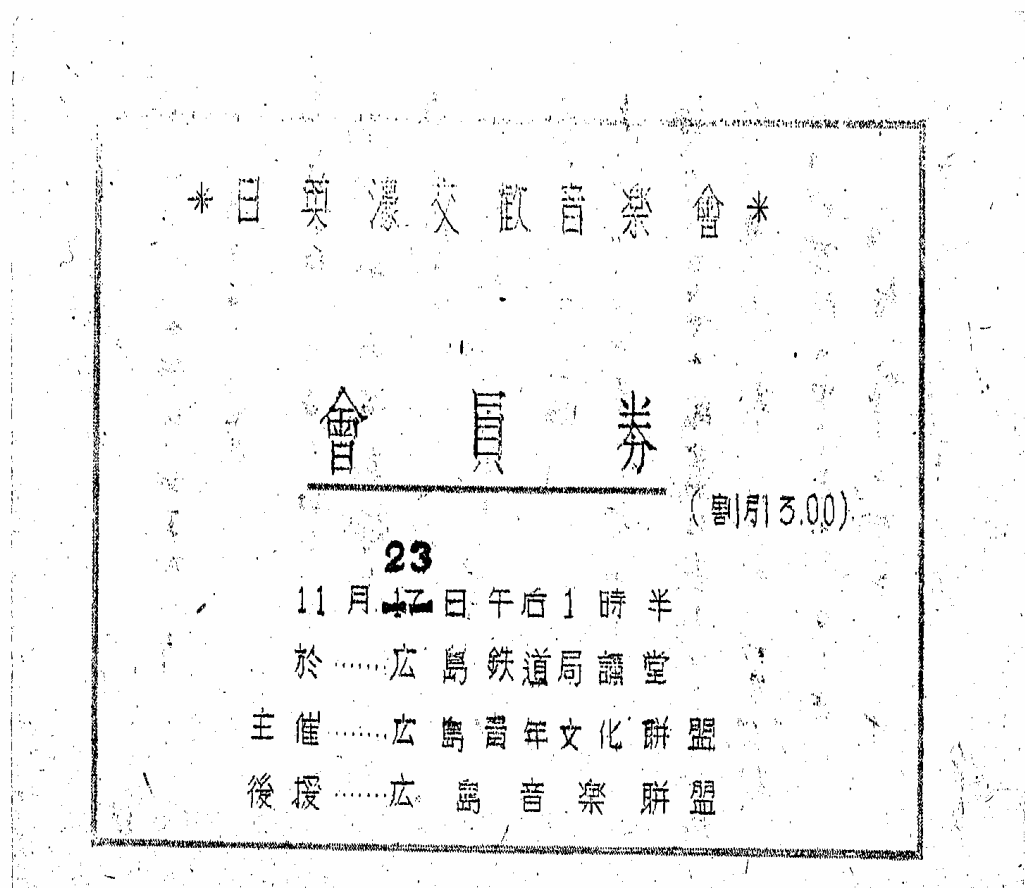 *日英濠交歓音楽會*
會員券
(割引3.00)
23
11月17日午后1時半
於……広島鉄道局講堂
主催……広島青年文化聯盟
後援……広島音楽聯盟